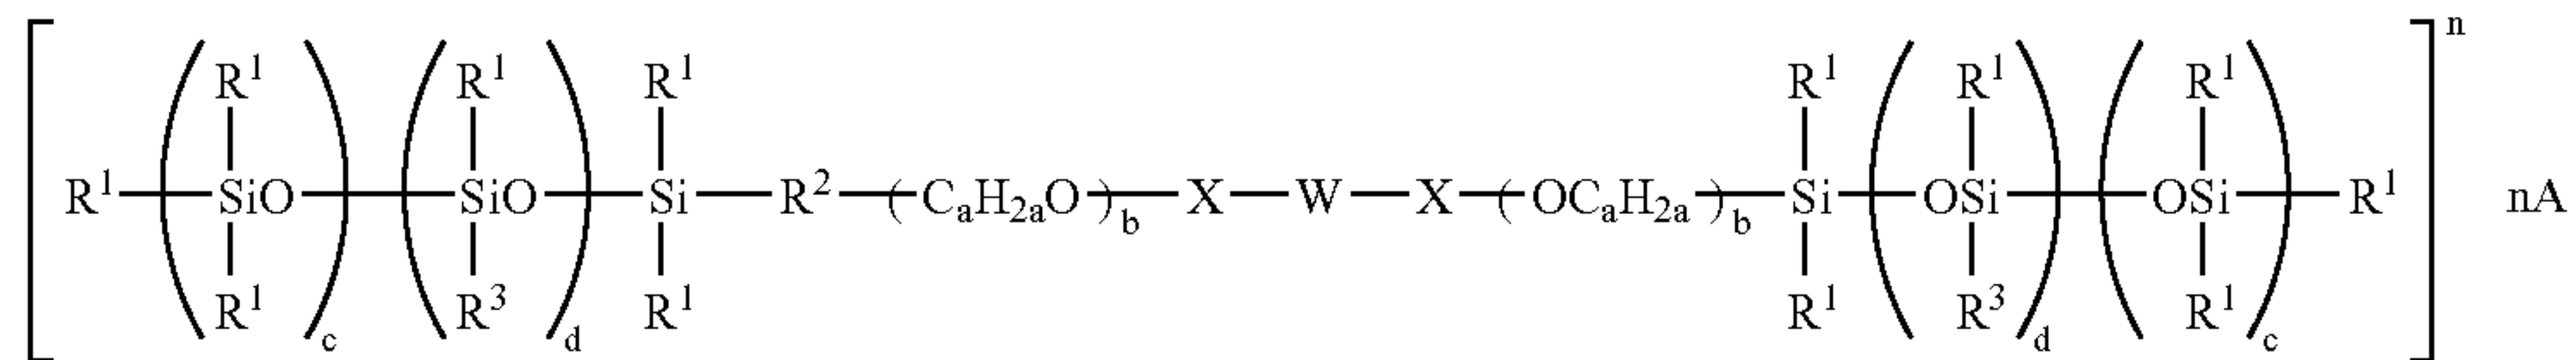 n
R¹ R¹ R¹ R¹ R¹ R¹
R¹—(SiO)—(SiO)—Si—R²—(CaH2aO)b—X—W—X—(OCaH2a)b—Si—(OSi)—(OSi)—R¹ nA
R¹ R³ R¹ R¹ R³ R¹
c d d c